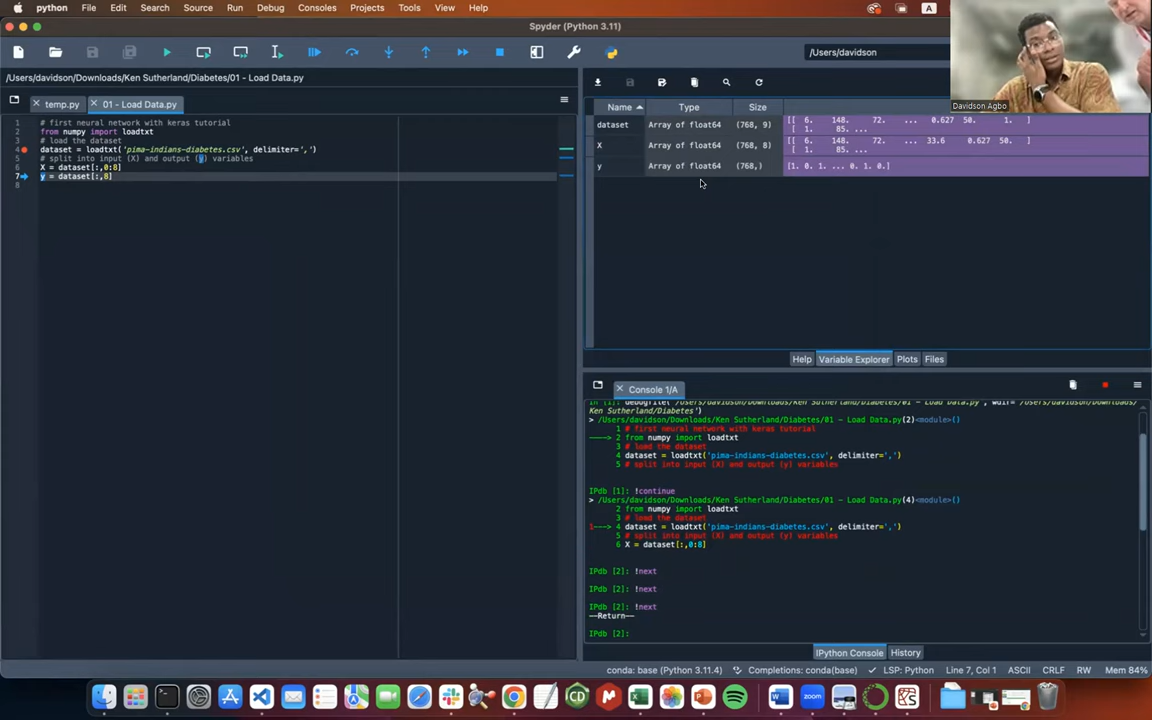 python File Edit Search Source Run Debug Consoles Projects Tools View Help A
Spyder (Python 3.11)
/Users/davidson
/Users/davidson/Downloads/Ken Sutherland/Diabetes/01 - Load Data.py
temp.py 01 - Load Data.py
1 # first neural network with keras tutorial
2 from numpy import loadtxt
3 # load the dataset
4 dataset = loadtxt('pima-indians-diabetes.csv', delimiter=',')
5 # split into input (X) and output (y) variables
6 X = dataset[:,0:8]
7 y = dataset[:,8]
8
Davidson Agbo
Name Type Size
dataset Array of float64 (768, 9) [[ 6. 148. 72. ... 0.627 50. 1. ]
[ 1. 85. ...
X Array of float64 (768, 8) [[ 6. 148. 72. ... 33.6 0.627 50. ]
[ 1. 85. ...
y Array of float64 (768,) [1. 0. 1. ... 0. 1. 0.]
Help Variable Explorer Plots Files
Console 1/A
In [1]: debugfile('/Users/davidson/Downloads/Ken Sutherland/Diabetes/01 - Load Data.py', wdir='/Users/davidson/Downloads/
Ken Sutherland/Diabetes')
> /Users/davidson/Downloads/Ken Sutherland/Diabetes/01 - Load Data.py(2)<module>()
1 # first neural network with keras tutorial
----> 2 from numpy import loadtxt
3 # load the dataset
4 dataset = loadtxt('pima-indians-diabetes.csv', delimiter=',')
5 # split into input (X) and output (y) variables
IPdb [1]: !continue
> /Users/davidson/Downloads/Ken Sutherland/Diabetes/01 - Load Data.py(4)<module>()
2 from numpy import loadtxt
3 # load the dataset
1---> 4 dataset = loadtxt('pima-indians-diabetes.csv', delimiter=',')
5 # split into input (X) and output (y) variables
6 X = dataset[:,0:8]
IPdb [2]: !next
IPdb [2]: !next
IPdb [2]: !next
--Return--
IPdb [2]:
IPython Console History
conda: base (Python 3.11.4) Completions: conda(base) LSP: Python Line 7, Col 1 ASCII CRLF RW Mem 84%